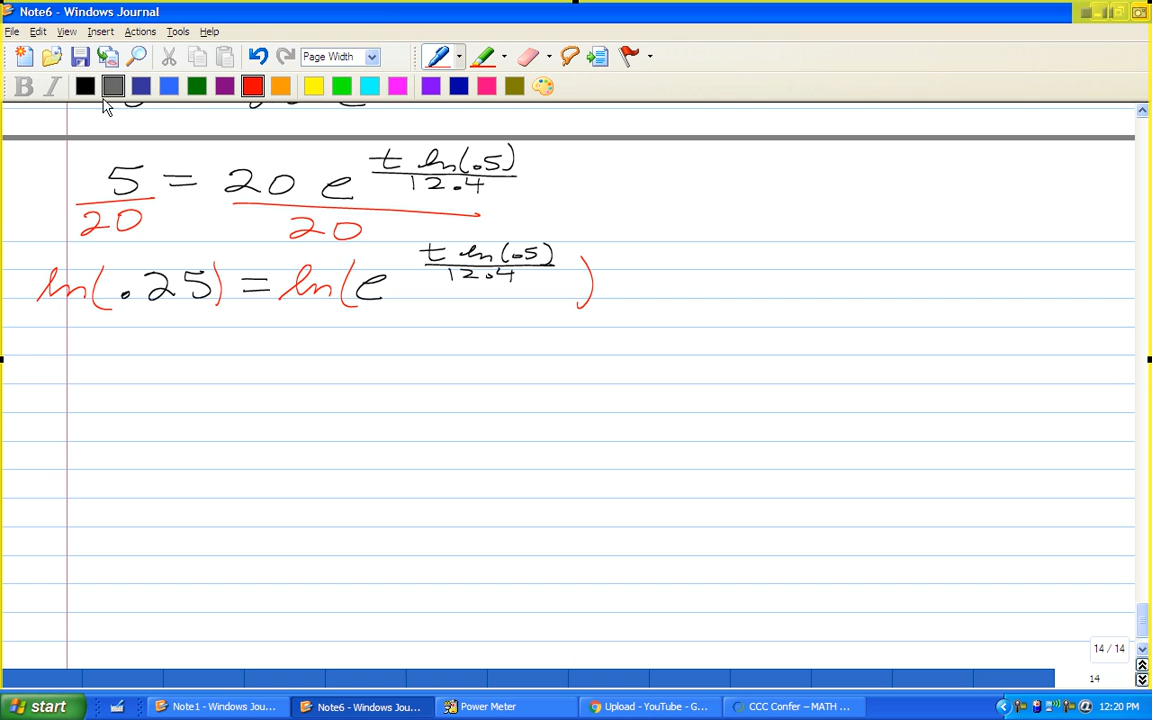 Note6 - Windows Journal
File Edit View Insert Actions Tools Help
Page Width
B I
5 = 20 e^(t ln(.5)/12.4)
20 20
ln(.25) = ln(e^(t ln(.5)/12.4))
14 / 14
14
start Note1 - Windows Jou... Note6 - Windows Jou... Power Meter Upload - YouTube - G... CCC Confer – MATH ... 12:20 PM